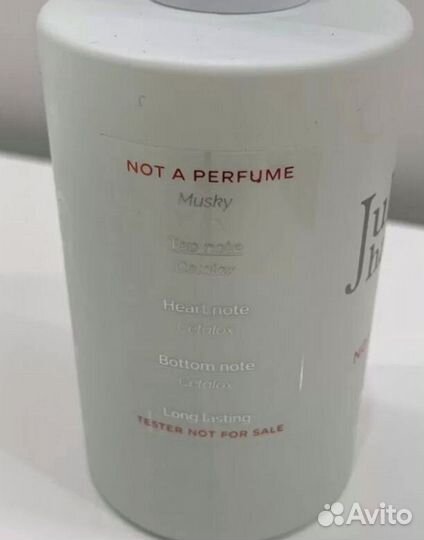 NOT A PERFUME
Musky
Top note
Cetalox
Heart note
Cetalox
Bottom note
Cetalox
Long lasting
TESTER NOT FOR SALE
Ju
h
Avito